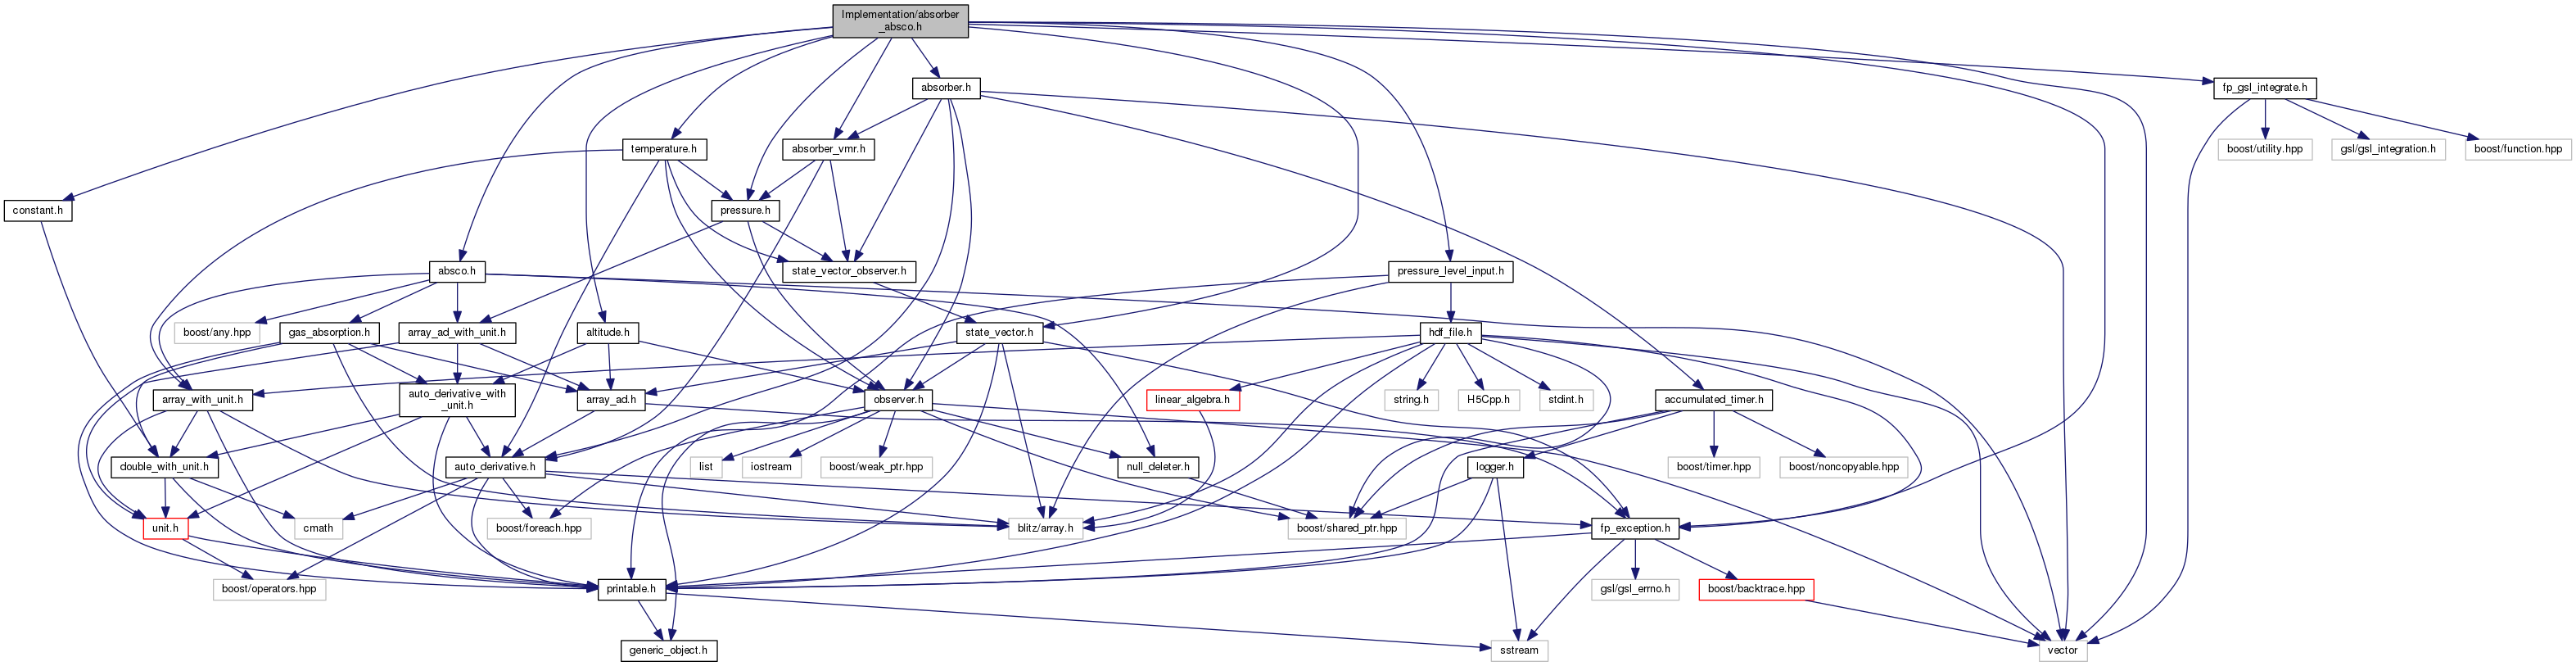 Implementation/absorber
_absco.h
absorber.h
fp_gsl_integrate.h
temperature.h
absorber_vmr.h
boost/utility.hpp
gsl/gsl_integration.h
boost/function.hpp
constant.h
pressure.h
absco.h
state_vector_observer.h
pressure_level_input.h
boost/any.hpp
gas_absorption.h
array_ad_with_unit.h
altitude.h
state_vector.h
hdf_file.h
array_with_unit.h
auto_derivative_with
_unit.h
array_ad.h
observer.h
linear_algebra.h
string.h
H5Cpp.h
stdint.h
accumulated_timer.h
double_with_unit.h
auto_derivative.h
list
iostream
boost/weak_ptr.hpp
null_deleter.h
logger.h
boost/timer.hpp
boost/noncopyable.hpp
unit.h
cmath
boost/foreach.hpp
blitz/array.h
boost/shared_ptr.hpp
fp_exception.h
boost/operators.hpp
printable.h
gsl/gsl_errno.h
boost/backtrace.hpp
generic_object.h
sstream
vector